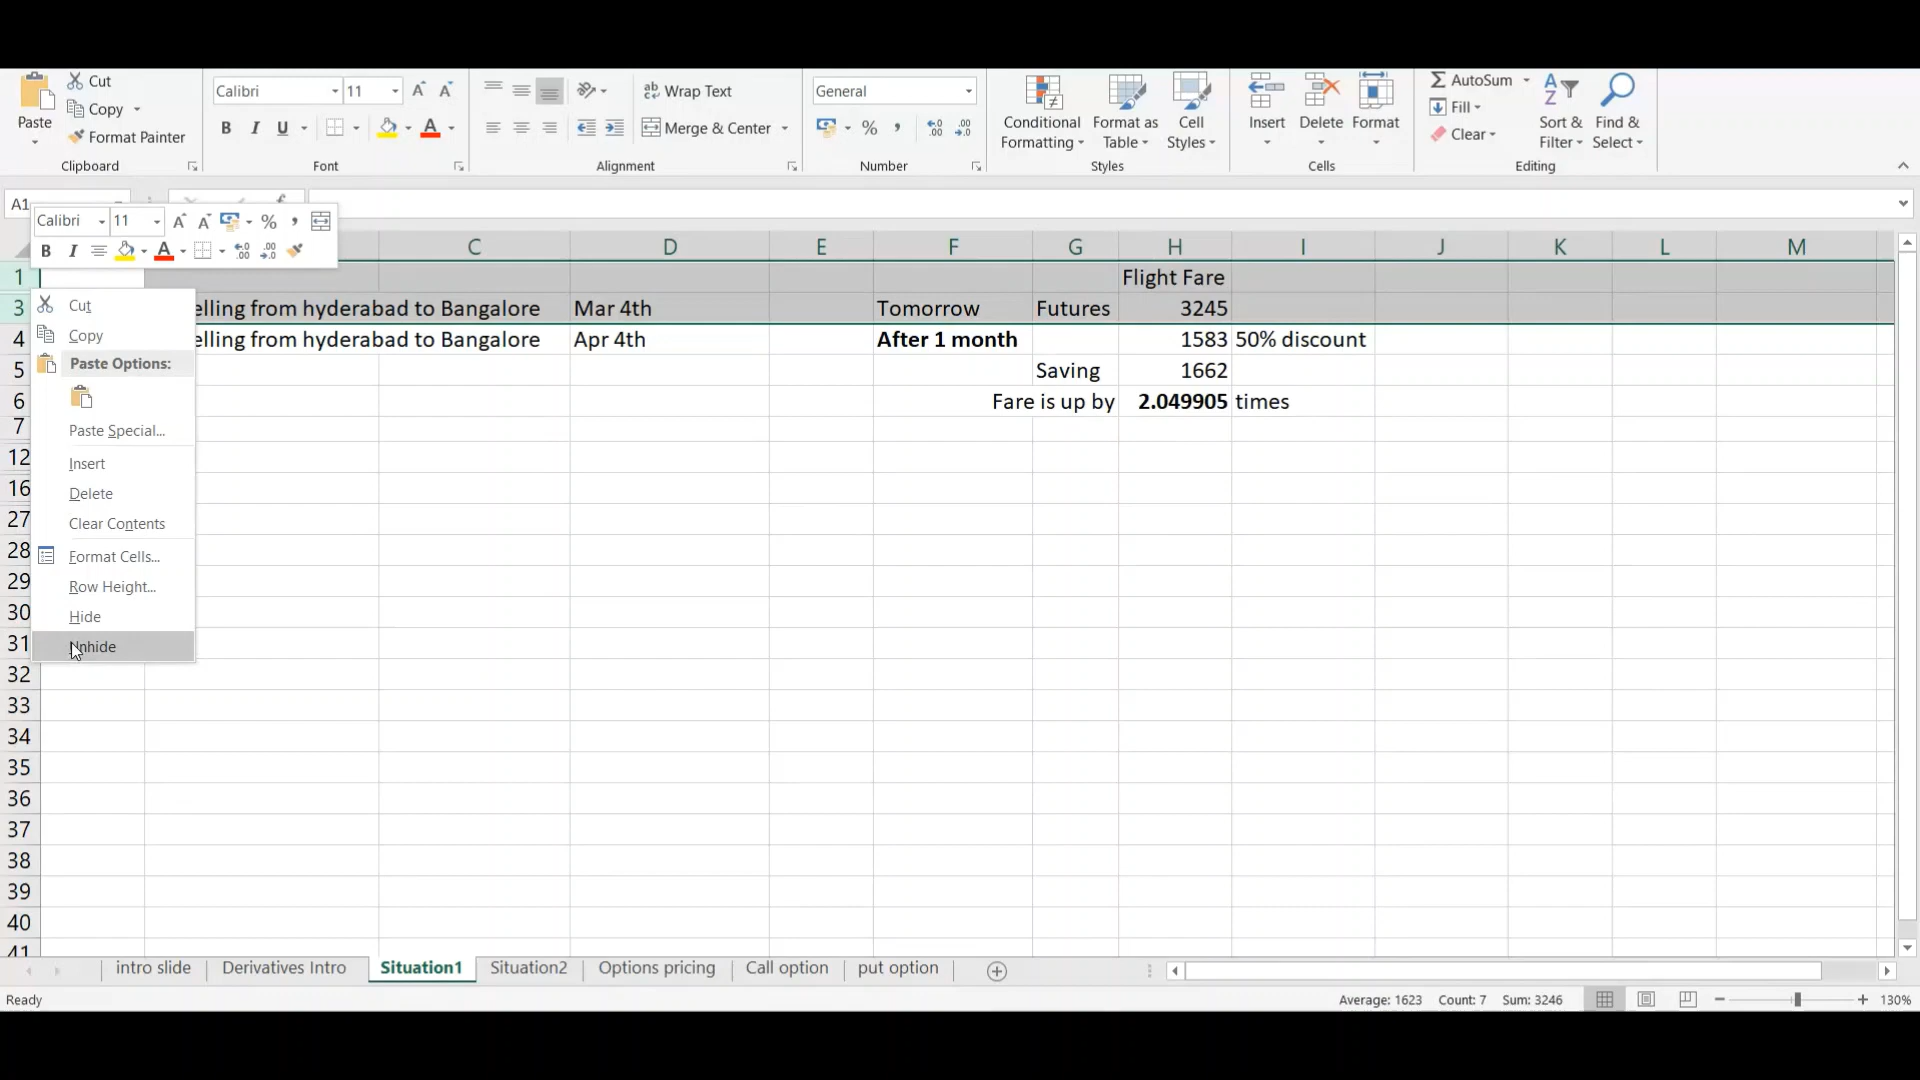 Cut
Copy
Format Painter
Paste
Clipboard
Calibri 11
B I U
Font
Wrap Text
Merge & Center
Alignment
General
%
Number
Conditional Formatting
Format as Table
Cell Styles
Styles
Insert
Delete
Format
Cells
AutoSum
Fill
Clear
Sort & Filter
Find & Select
Editing
A1
Calibri 11 %
B I
C D E F G H I J K L M
1 Flight Fare
3 elling from hyderabad to Bangalore Mar 4th Tomorrow Futures 3245
4 elling from hyderabad to Bangalore Apr 4th After 1 month 1583 50% discount
5 Saving 1662
6 Fare is up by 2.049905 times
7
12
16
27
28
29
30
31
32
33
34
35
36
37
38
39
40
41
Cut
Copy
Paste Options:
Paste Special...
Insert
Delete
Clear Contents
Format Cells...
Row Height...
Hide
Unhide
intro slide Derivatives Intro Situation1 Situation2 Options pricing Call option put option
Ready Average: 1623 Count: 7 Sum: 3246 130%